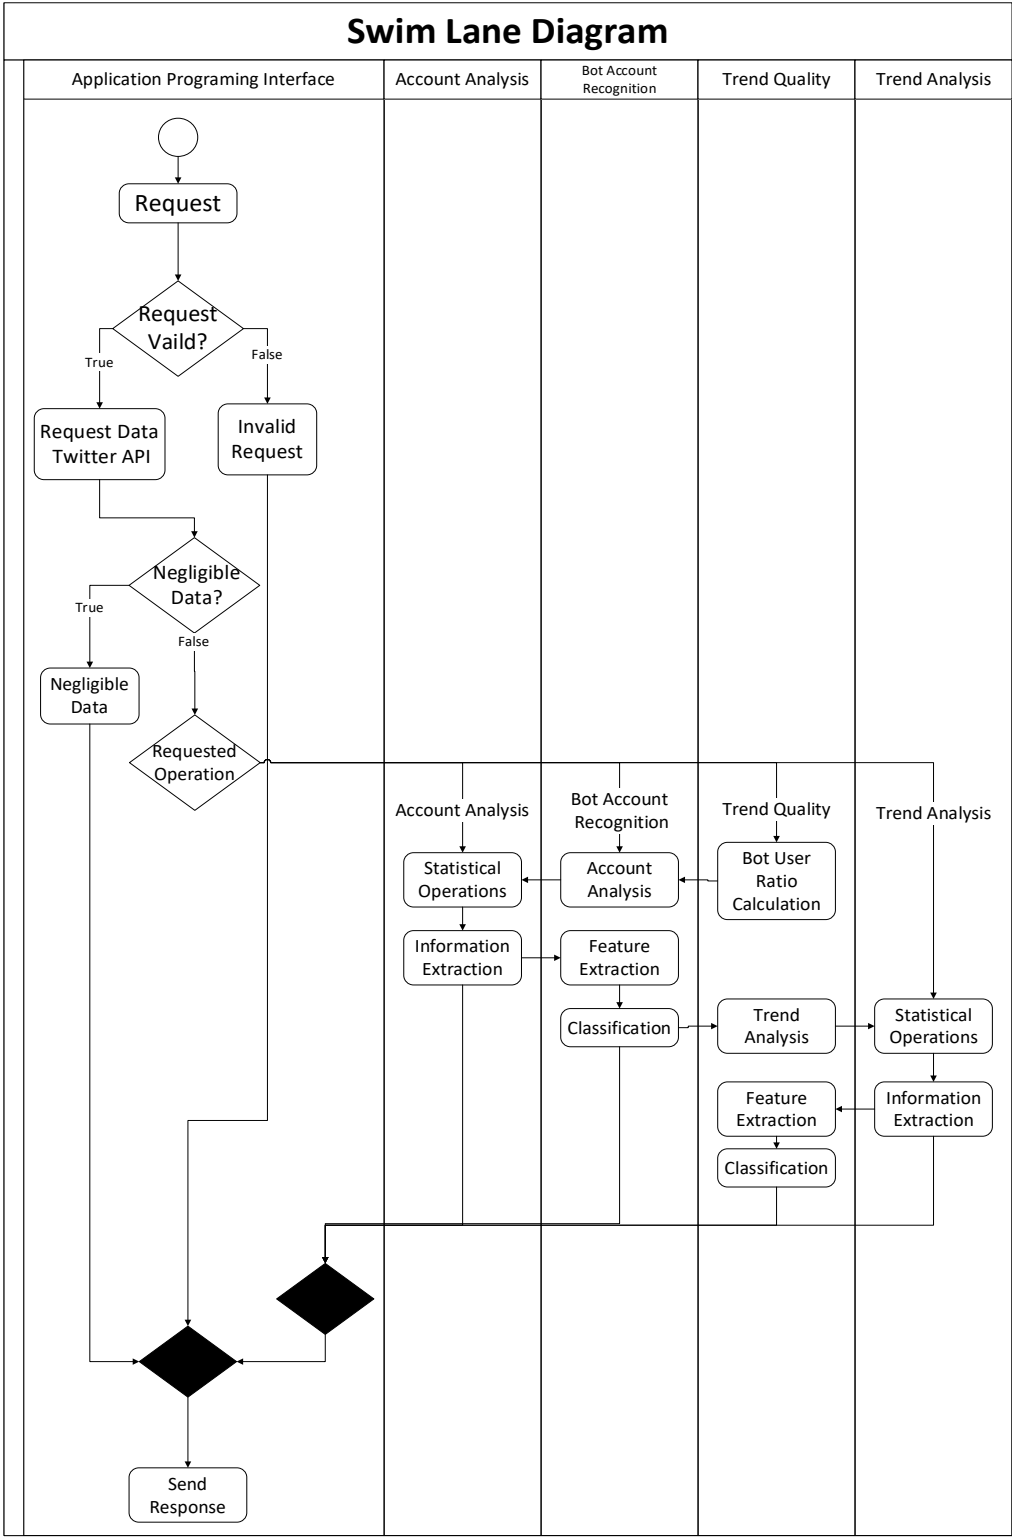 Swim Lane Diagram
Application Programing Interface
Account Analysis
Bot Account
Recognition
Trend Quality
Trend Analysis
Request
Request
Vaild?
True
False
Request Data
Twitter API
Invalid
Request
Negligible
Data?
True
False
Negligible
Data
Requested
Operation
Account Analysis
Bot Account
Recognition
Trend Quality
Trend Analysis
Statistical
Operations
Account
Analysis
Bot User
Ratio
Calculation
Information
Extraction
Feature
Extraction
Classification
Trend
Analysis
Statistical
Operations
Feature
Extraction
Information
Extraction
Classification
Send
Response